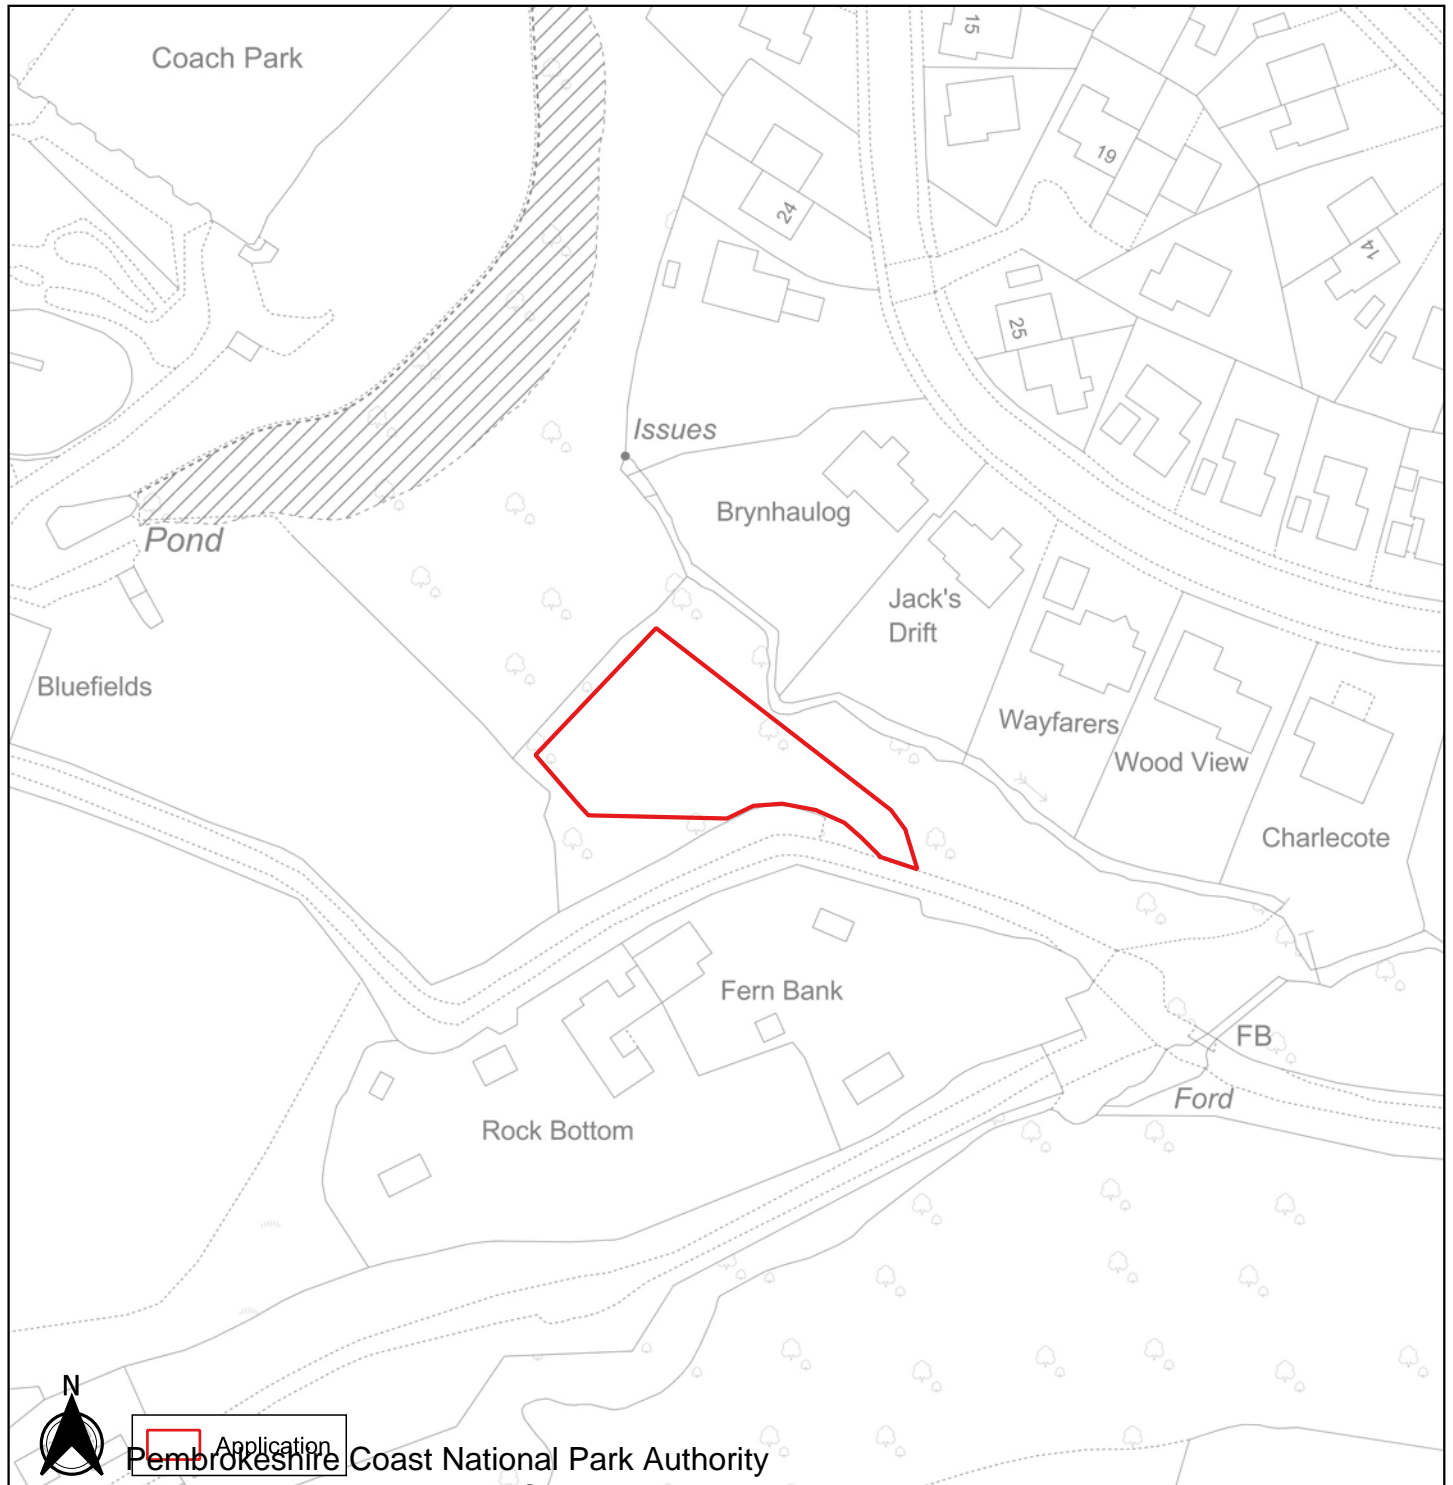 15
Coach Park
19
24
14
25
Issues
Brynhaulog
Pond
Jack's
Drift
Bluefields
Wayfarers
Wood View
Charlecote
Fern Bank
FB
Ford
Rock Bottom
N
Application
Pembrokeshire Coast National Park Authority